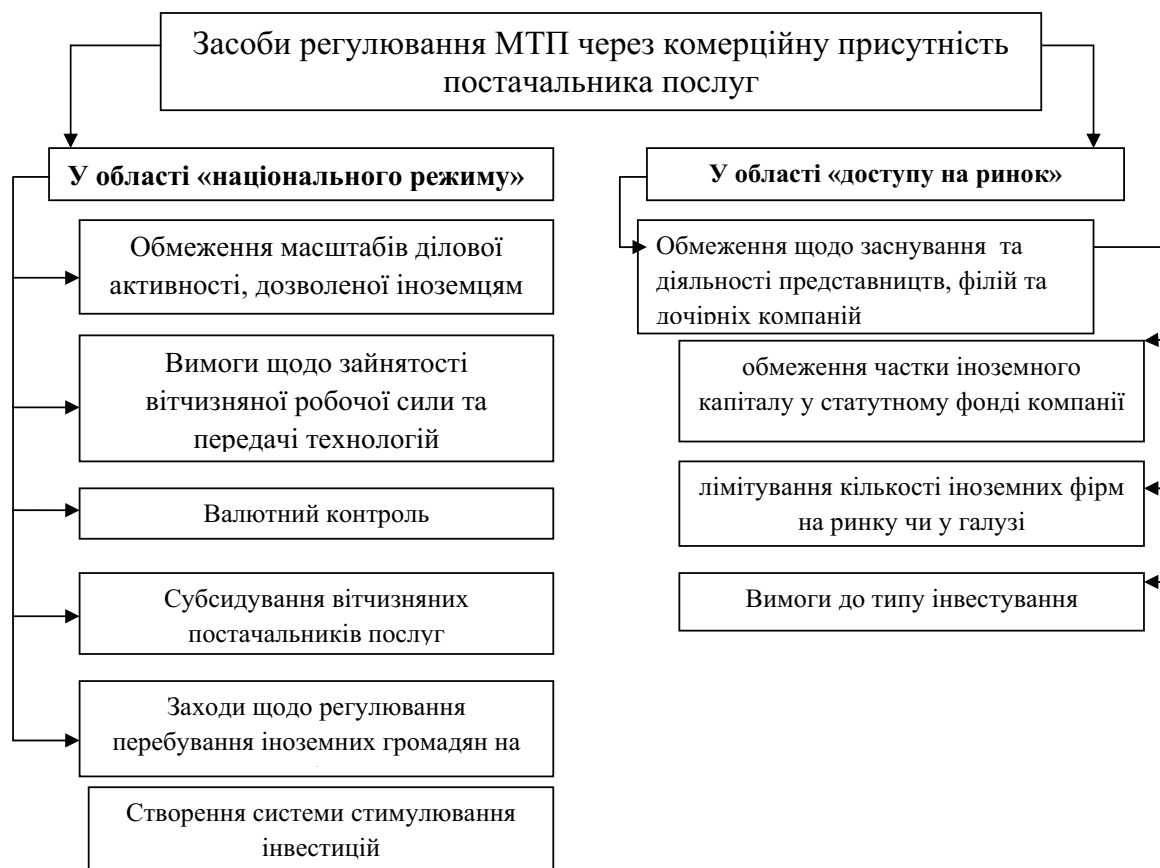 Засоби регулювання МТП через комерційну присутність
постачальника послуг
У області «національного режиму»
Обмеження масштабів ділової
активності, дозволеної іноземцям
Вимоги щодо зайнятості
вітчизняної робочої сили та
передачі технологій
Валютний контроль
Субсидування вітчизняних
постачальників послуг
Заходи щодо регулювання
перебування іноземних громадян на
Створення системи стимулювання
інвестицій
У області «доступу на ринок»
Обмеження щодо заснування та
діяльності представництв, філій та
дочірніх компаній
обмеження частки іноземного
капіталу у статутному фонді компанії
лімітування кількості іноземних фірм
на ринку чи у галузі
Вимоги до типу інвестування